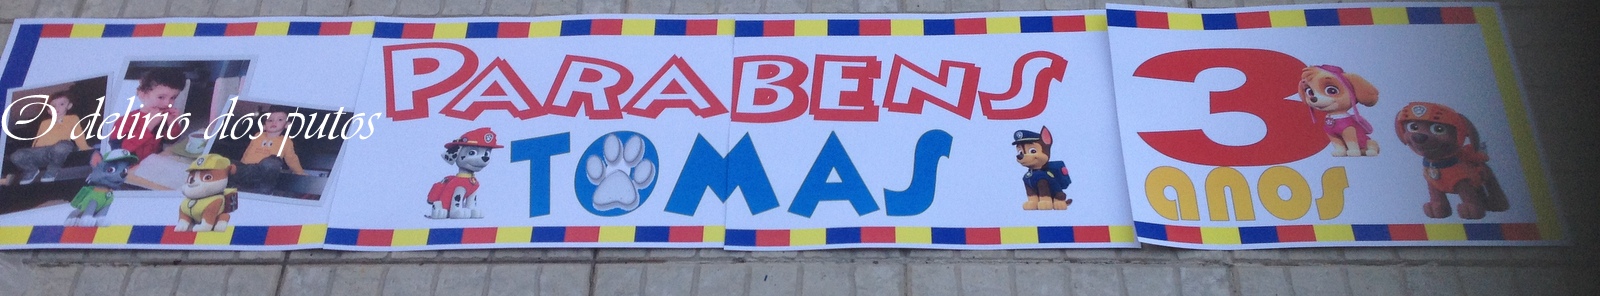 O delirio dos putos
PARABENS
TOMAS
3
anos